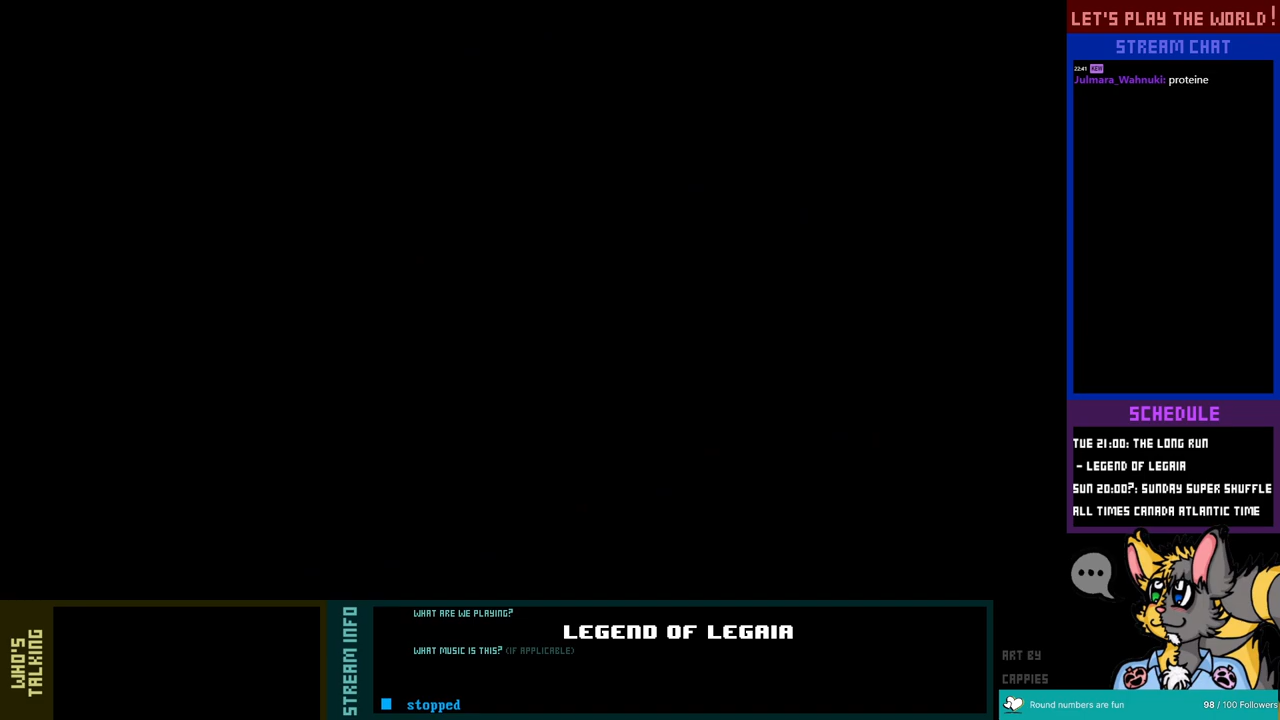 LET'S PLAY THE WORLD!
STREAM CHAT
22:41 KEW
Julmara_Wahnuki: proteine
SCHEDULE
TUE 21:00: THE LONG RUN
- LEGEND OF LEGAIA
SUN 20:00?: SUNDAY SUPER SHUFFLE
ALL TIMES CANADA ATLANTIC TIME
WHO'S
TALKING
STREAM INFO
WHAT ARE WE PLAYING?
LEGEND OF LEGAIA
WHAT MUSIC IS THIS? (IF APPLICABLE)
stopped
ART BY
CAPPIES
Round numbers are fun 98 / 100 Followers